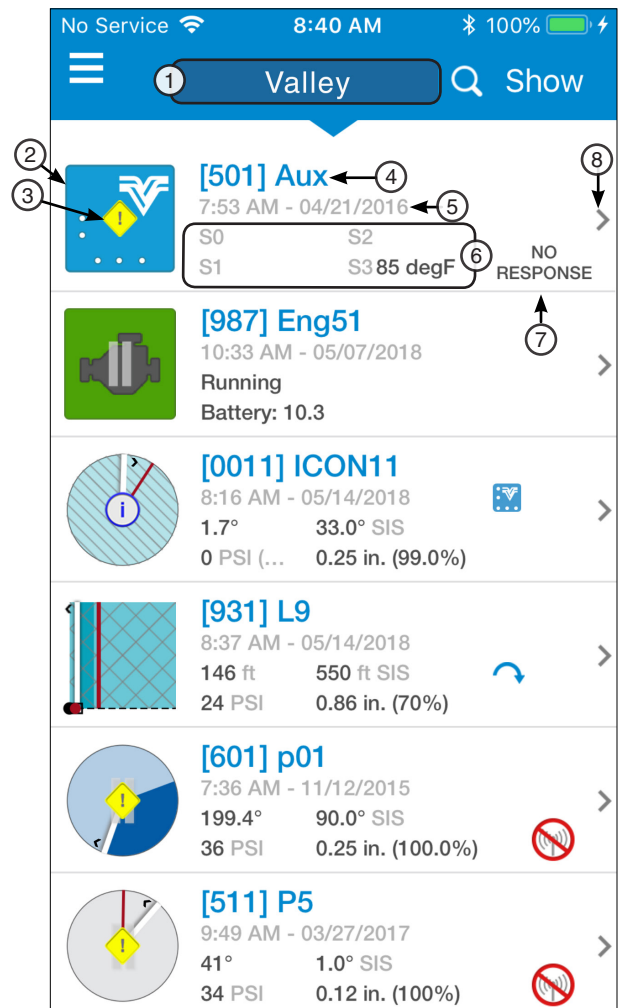 No Service 8:40 AM 100%
1 Valley Show
2 [501] Aux 4 8
3 ! 7:53 AM - 04/21/2016 5
S0 S2 6 NO
S1 S3 85 degF RESPONSE
7
[987] Eng51
10:33 AM - 05/07/2018
Running
Battery: 10.3
[0011] ICON11
8:16 AM - 05/14/2018
i 1.7° 33.0° SIS
0 PSI (... 0.25 in. (99.0%)
[931] L9
8:37 AM - 05/14/2018
146 ft 550 ft SIS
24 PSI 0.86 in. (70%)
[601] p01
7:36 AM - 11/12/2015
! 199.4° 90.0° SIS
36 PSI 0.25 in. (100.0%)
[511] P5
9:49 AM - 03/27/2017
! 41° 1.0° SIS
34 PSI 0.12 in. (100%)